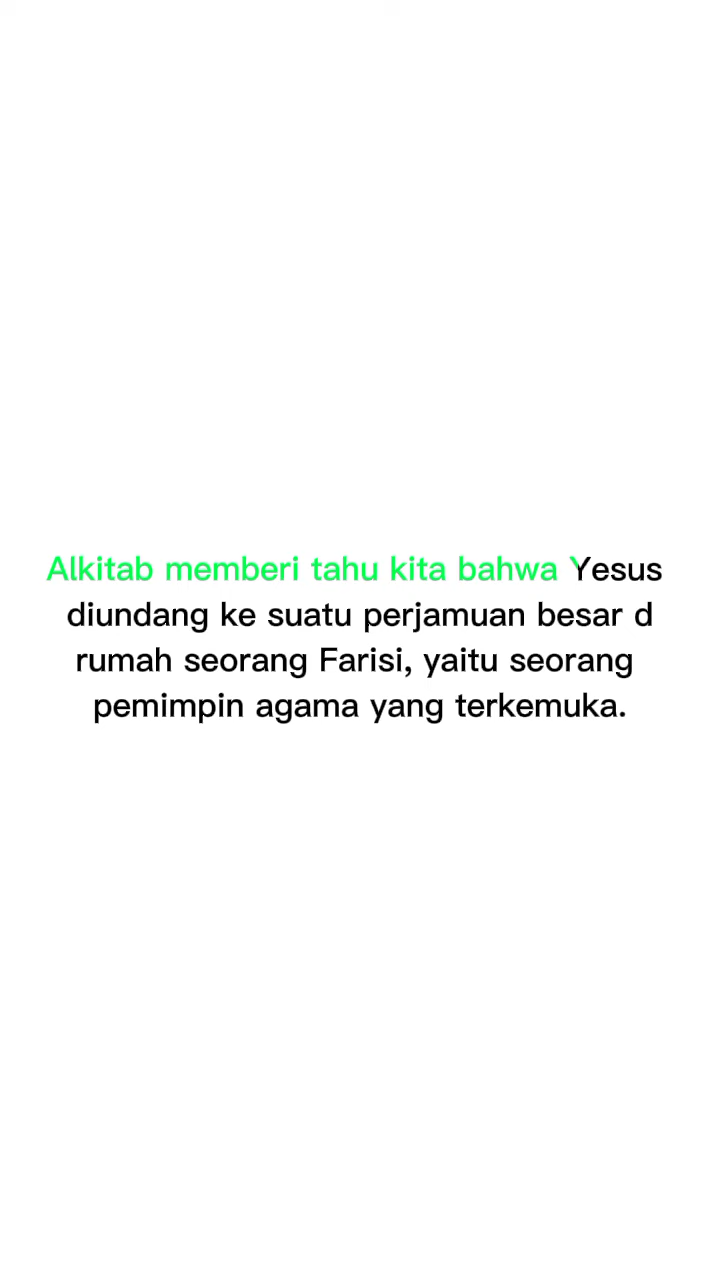 Alkitab memberi tahu kita bahwa Yesus
diundang ke suatu perjamuan besar d
rumah seorang Farisi, yaitu seorang
pemimpin agama yang terkemuka.